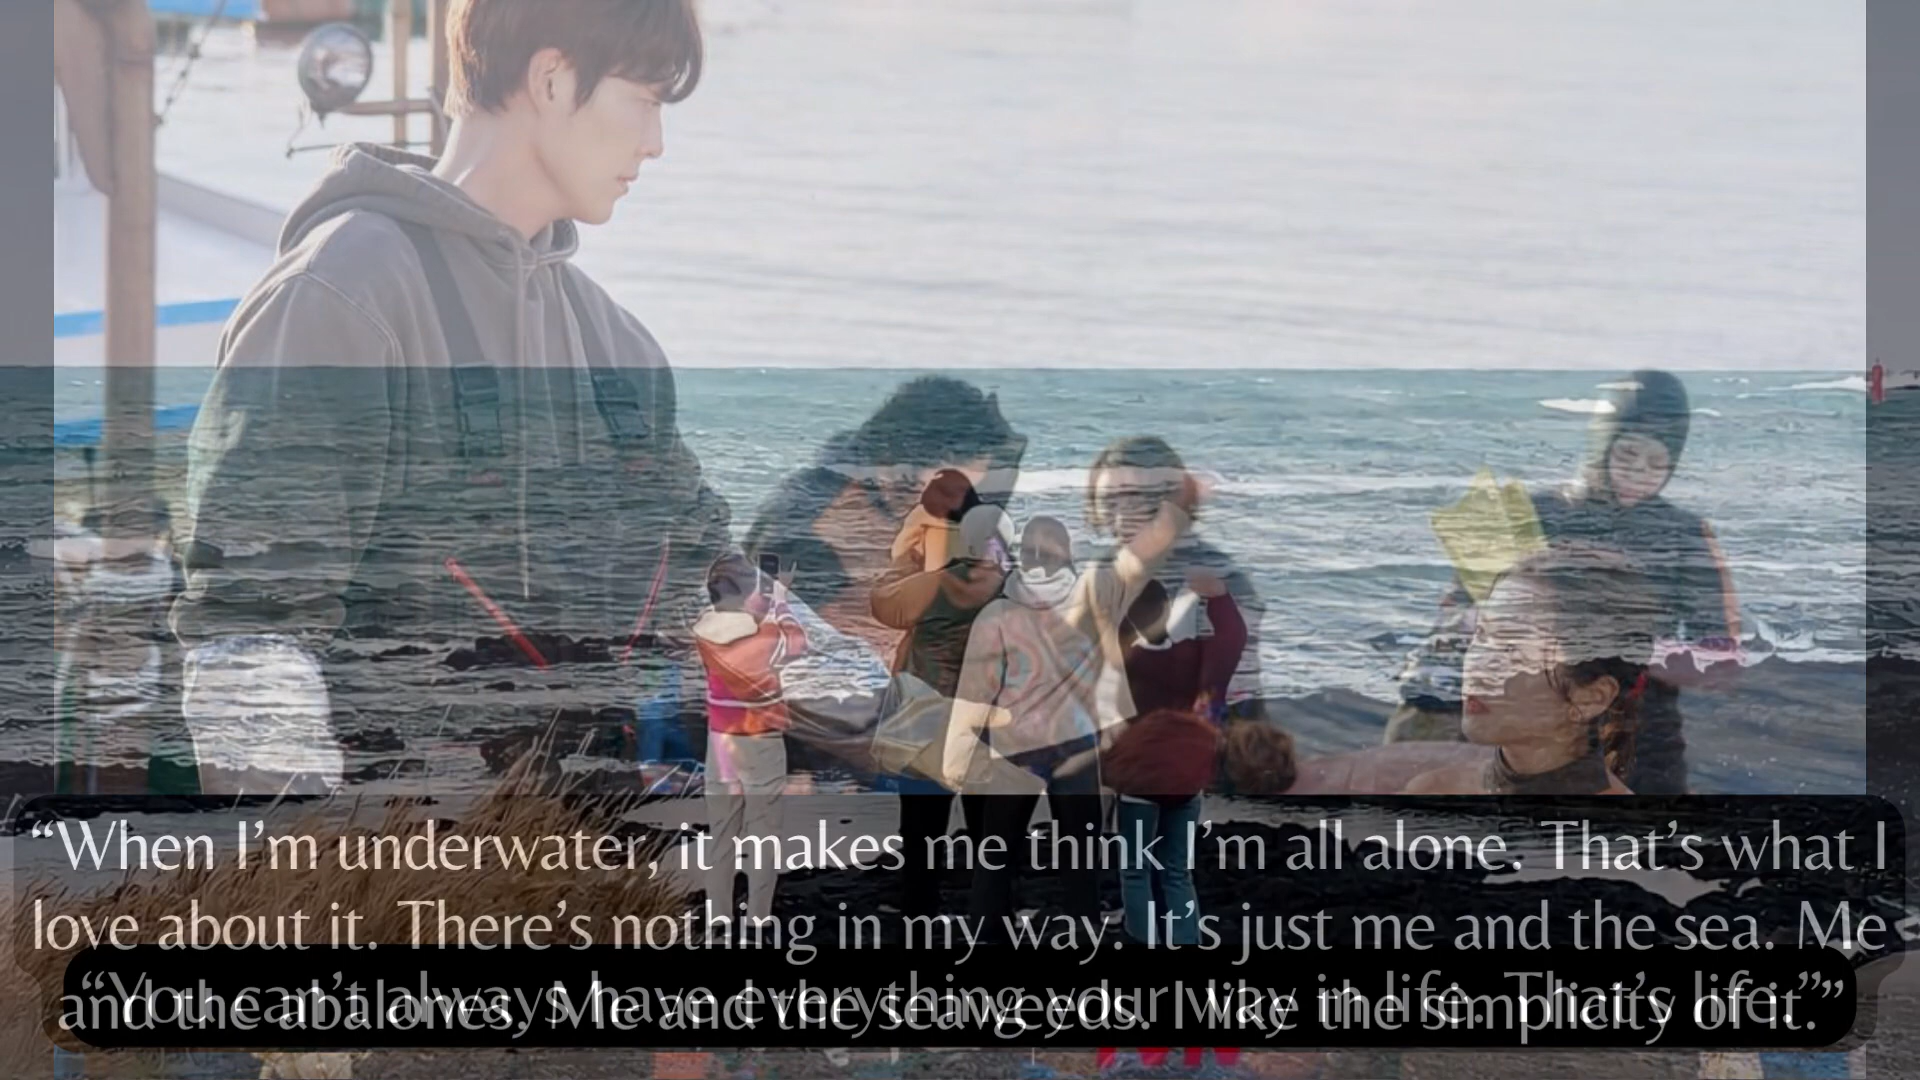 “When I’m underwater, it makes me think I’m all alone. That’s what I
love about it. There’s nothing in my way. It’s just me and the sea. Me
and the abalones. Me and the seaweeds. I like the simplicity of it.”
“You can’t always have everything your way in life. That’s life.”